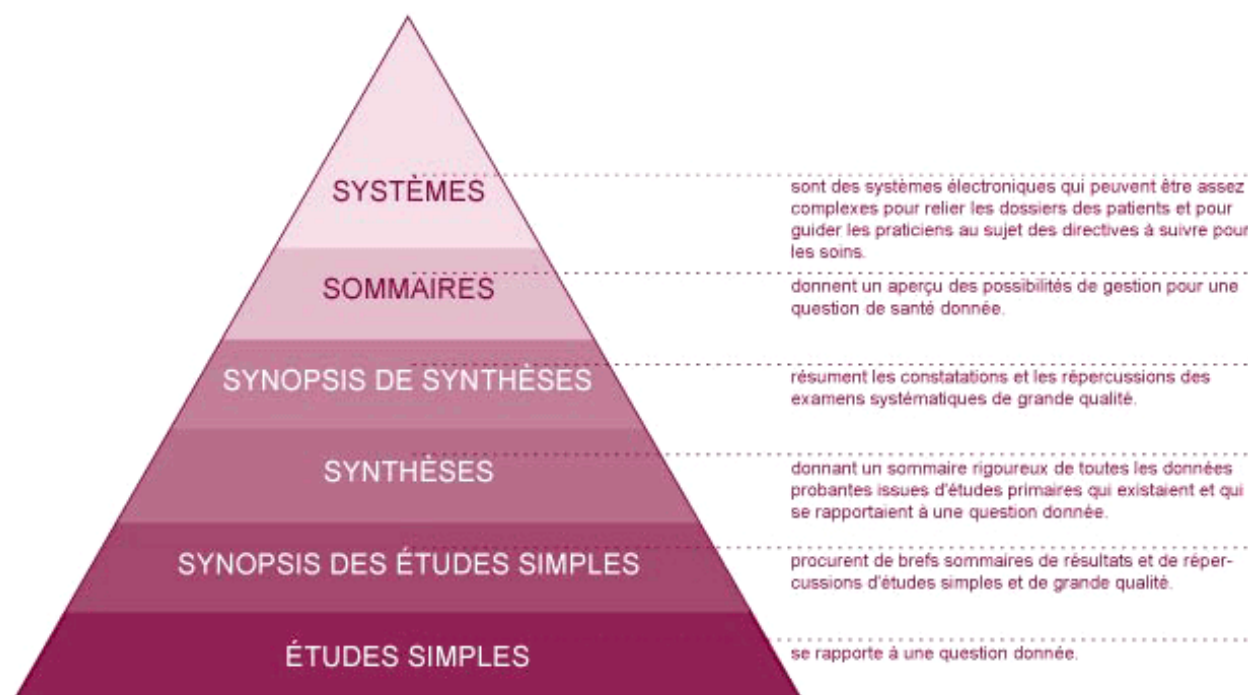 SYSTÈMES
sont des systèmes électroniques qui peuvent être assez
complexes pour relier les dossiers des patients et pour
guider les praticiens au sujet des directives à suivre pour
les soins.
SOMMAIRES
donnent un aperçu des possibilités de gestion pour une
question de santé donnée.
SYNOPSIS DE SYNTHÈSES
résument les constatations et les répercussions des
examens systématiques de grande qualité.
SYNTHÈSES
donnant un sommaire rigoureux de toutes les données
probantes issues d'études primaires qui existaient et qui
se rapportaient à une question donnée.
SYNOPSIS DES ÉTUDES SIMPLES
procurent de brefs sommaires de résultats et de réper-
cussions d'études simples et de grande qualité.
ÉTUDES SIMPLES
se rapporte à une question donnée.